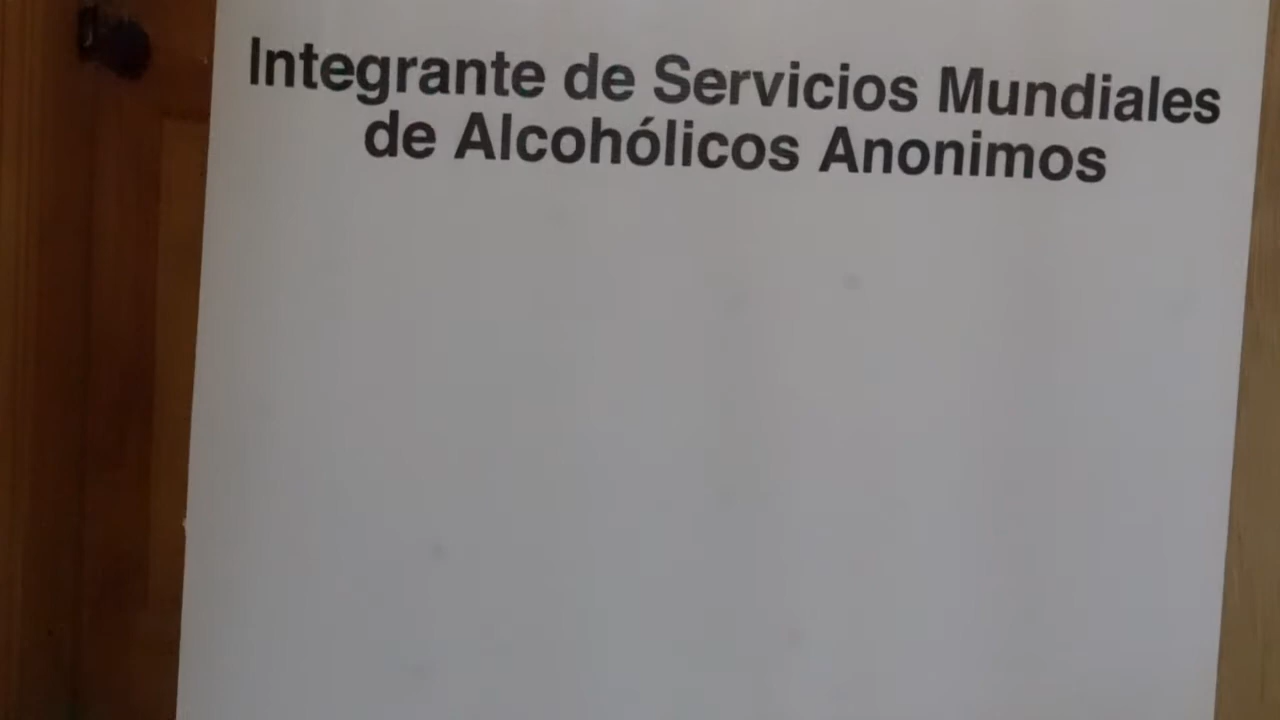 Integrante de Servicios Mundiales
de Alcohólicos Anonimos